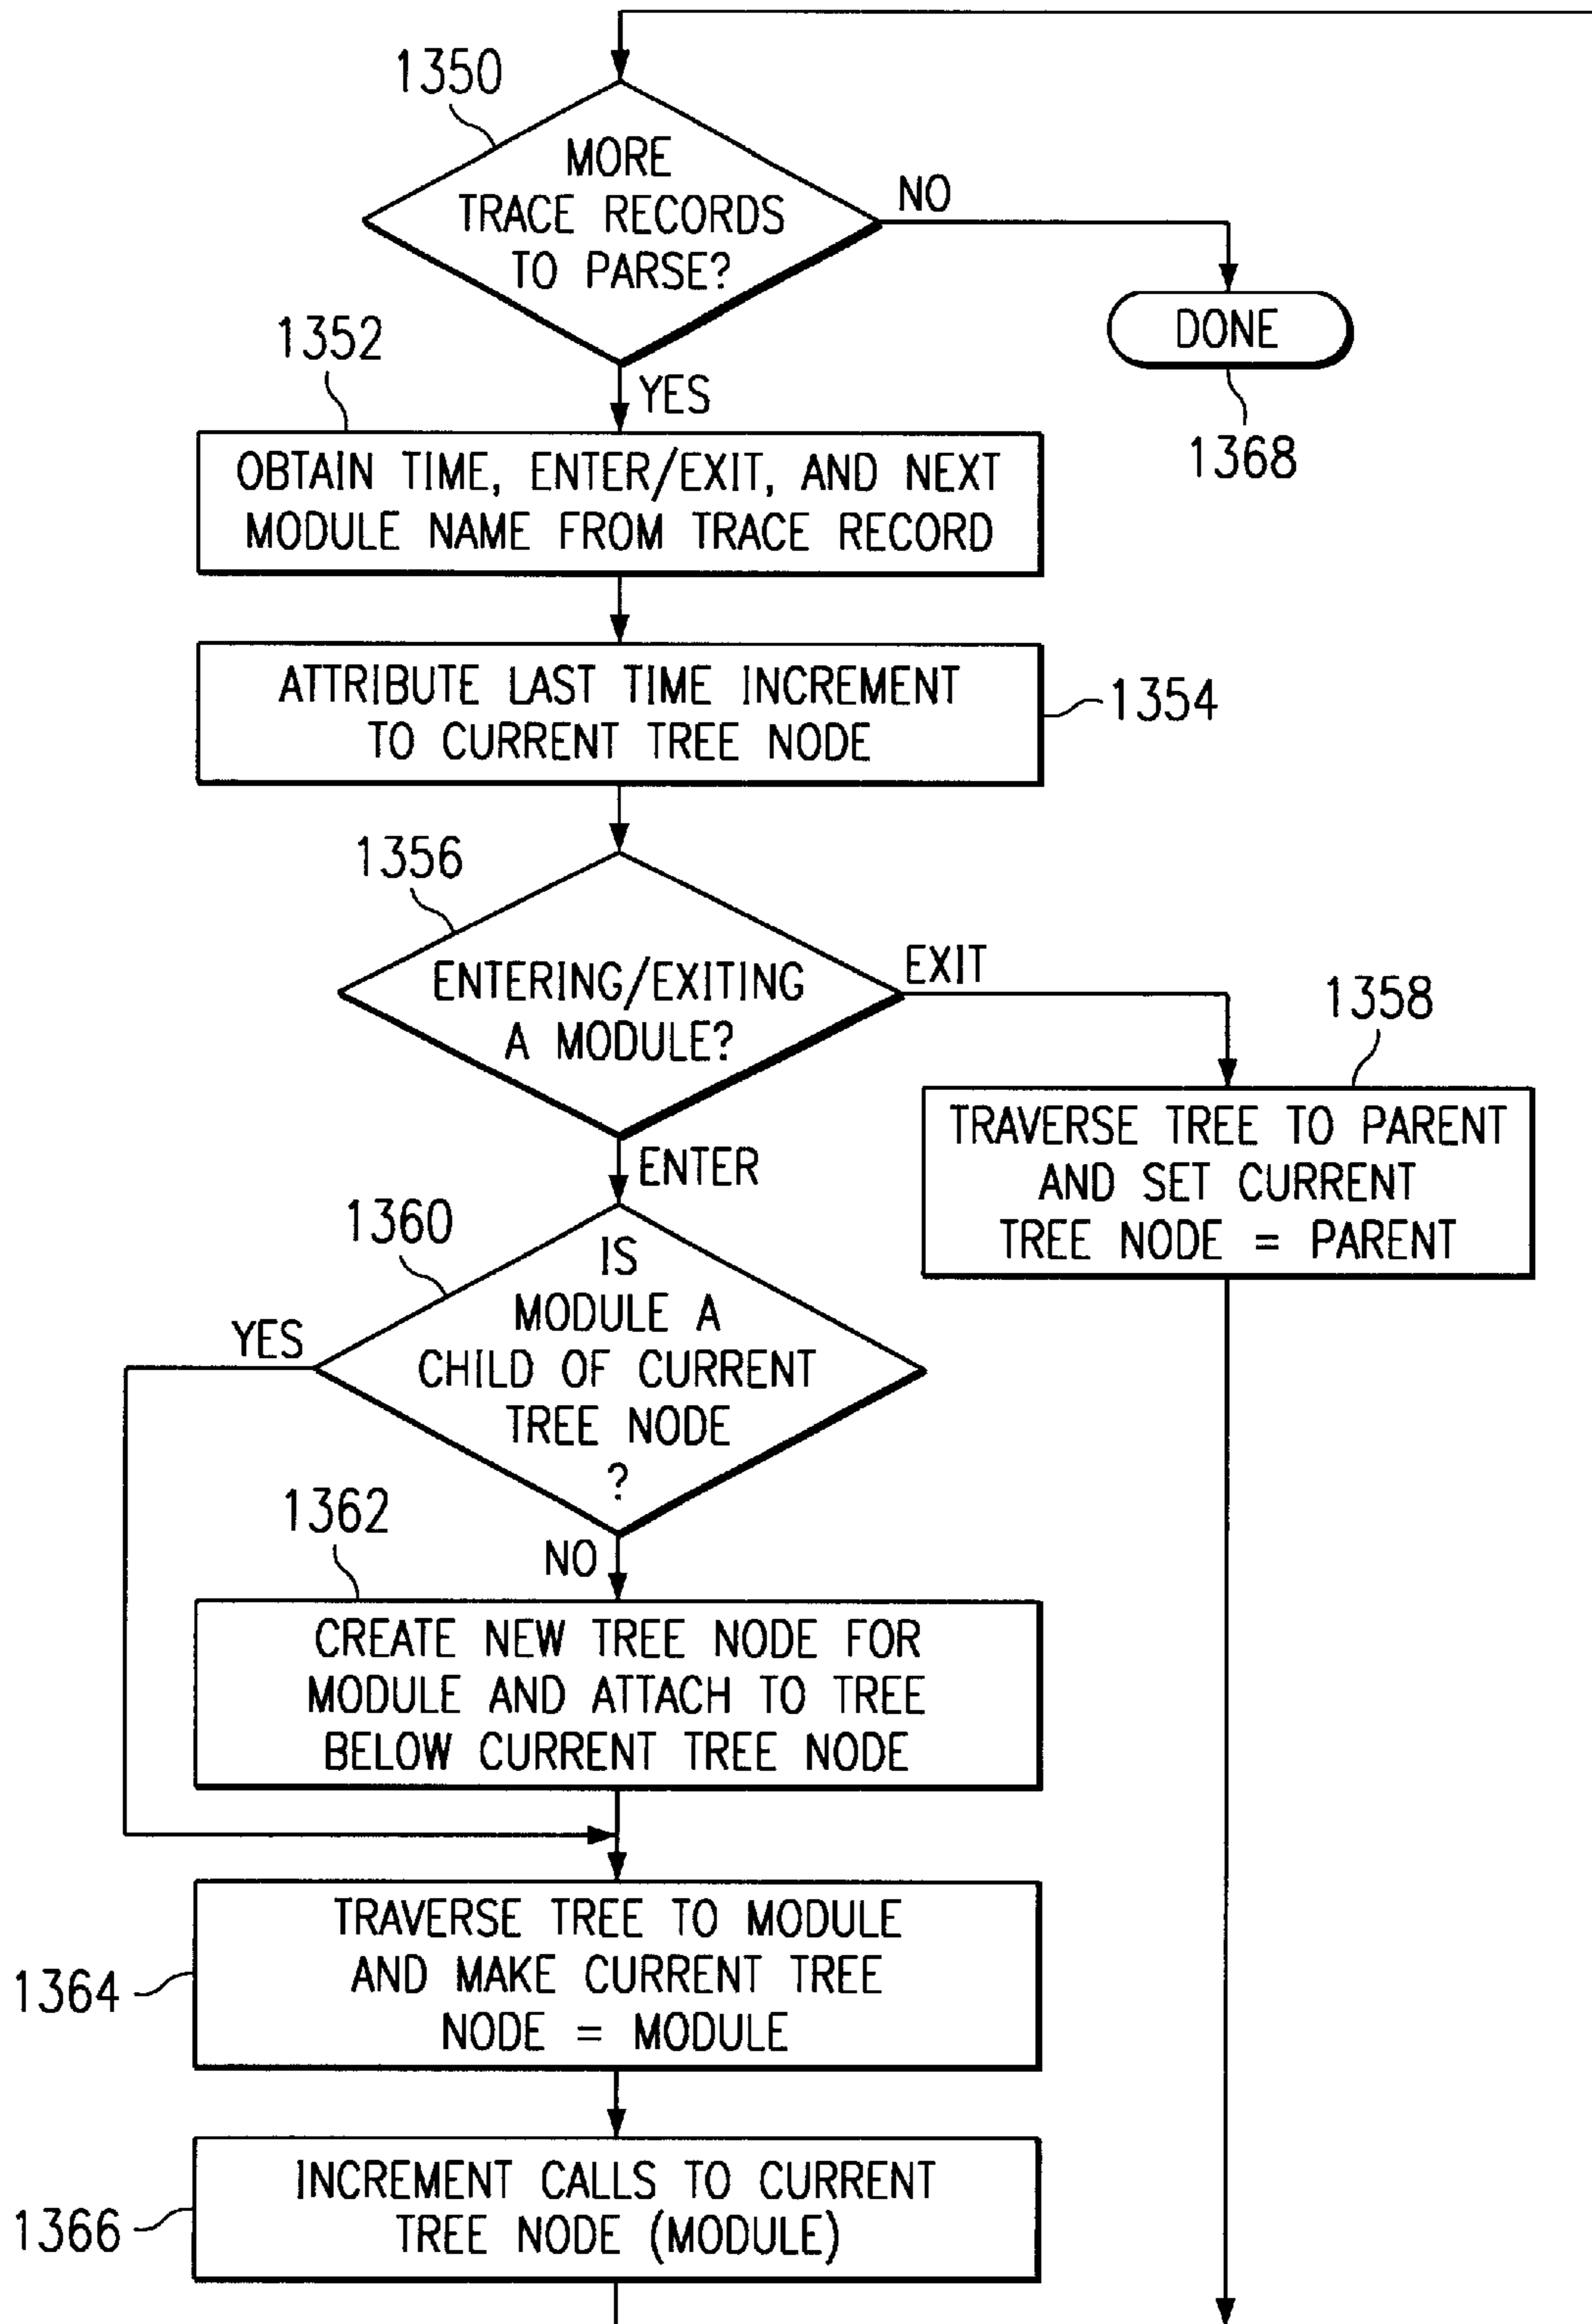 1350
MORE
TRACE RECORDS
TO PARSE?
NO
DONE
1368
YES
1352
OBTAIN TIME, ENTER/EXIT, AND NEXT
MODULE NAME FROM TRACE RECORD
ATTRIBUTE LAST TIME INCREMENT
TO CURRENT TREE NODE
1354
1356
ENTERING/EXITING
A MODULE?
EXIT
1358
TRAVERSE TREE TO PARENT
AND SET CURRENT
TREE NODE = PARENT
ENTER
1360
IS
MODULE A
CHILD OF CURRENT
TREE NODE
?
YES
NO
1362
CREATE NEW TREE NODE FOR
MODULE AND ATTACH TO TREE
BELOW CURRENT TREE NODE
TRAVERSE TREE TO MODULE
AND MAKE CURRENT TREE
NODE = MODULE
1364
INCREMENT CALLS TO CURRENT
TREE NODE (MODULE)
1366